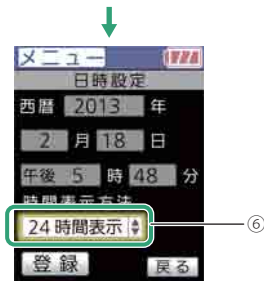 メニュー
日時設定
西暦 2013 年
2 月 18 日
午後 5 時 48 分
時間表示方法
24時間表示
⑥
登録 戻る